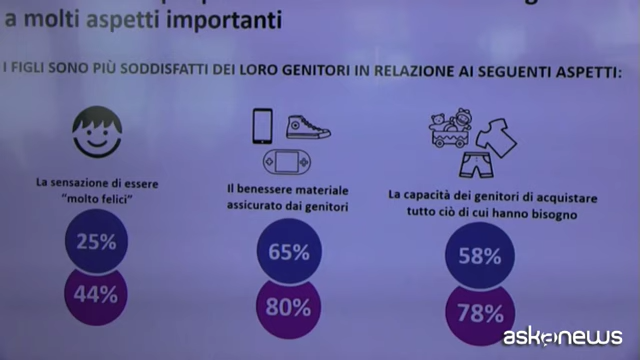 a molti aspetti importanti
I FIGLI SONO PIÙ SODDISFATTI DEI LORO GENITORI IN RELAZIONE AI SEGUENTI ASPETTI:
La sensazione di essere
"molto felici"
25%
44%
Il benessere materiale
assicurato dai genitori
65%
80%
La capacità dei genitori di acquistare
tutto ciò di cui hanno bisogno
58%
78%
askanews